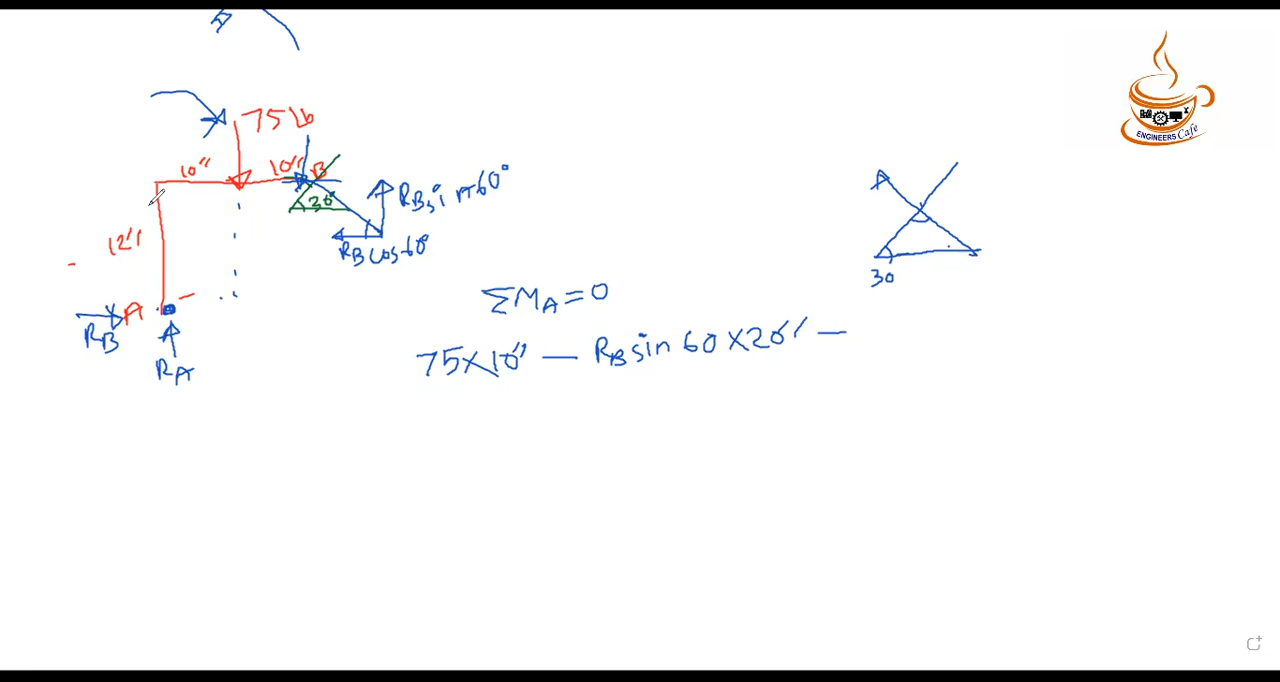 75 lb
10" 10" B
30°
12"
RB sin 60°
RB cos 60°
A
RB
RA
ΣMA = 0
75 × 10" — RB sin 60 × 20" —
30
ENGINEERS Cafe